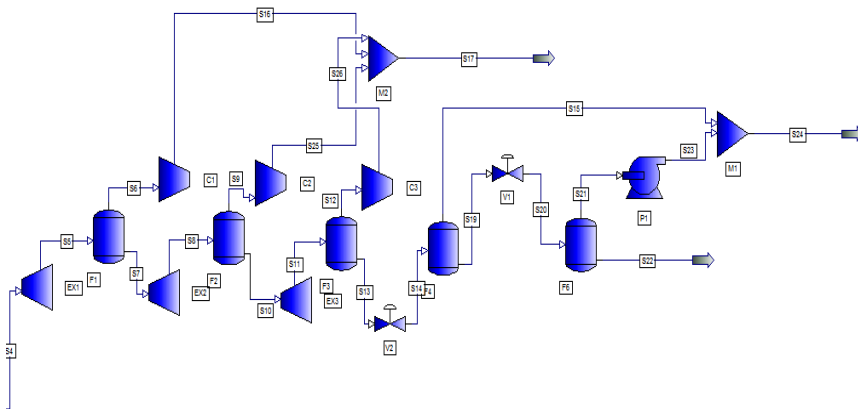 S16
S17
S26
M2
S15
S24
S23
M1
S25
S6
C1
S9
C2
S12
C3
S19
V1
S20
S21
P1
S5
S7
S8
S11
S22
EX1
F1
EX2
F2
S10
F3
EX3
S13
S14
F4
F6
S4
V2